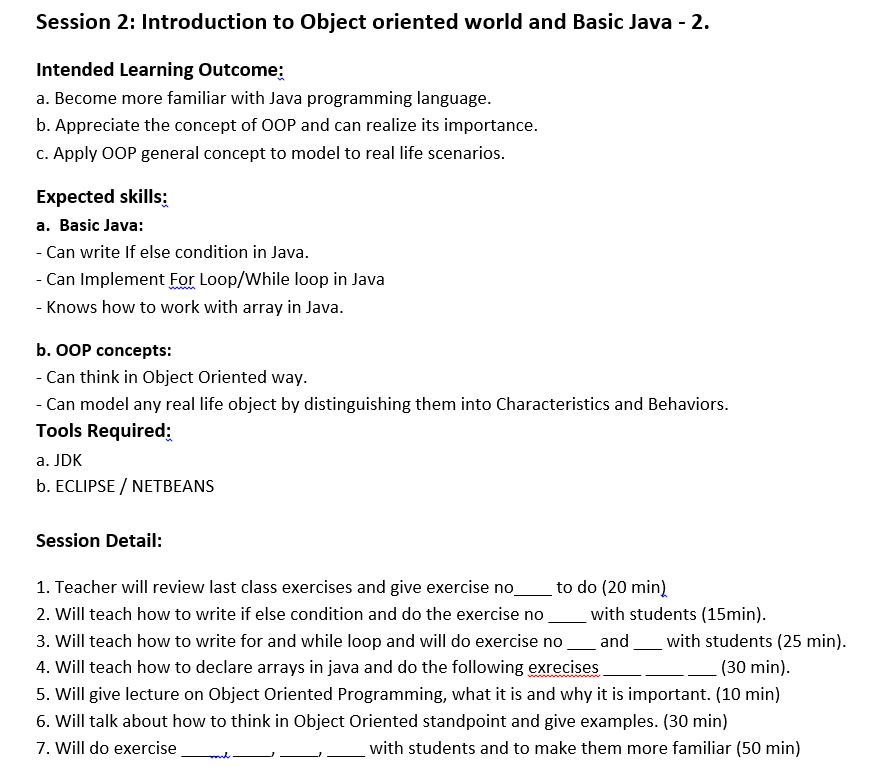 Session 2: Introduction to Object oriented world and Basic Java - 2.
Intended Learning Outcome:
a. Become more familiar with Java programming language.
b. Appreciate the concept of OOP and can realize its importance.
c. Apply OOP general concept to model to real life scenarios.
Expected skills:
a.  Basic Java:
- Can write If else condition in Java.
- Can Implement For Loop/While loop in Java
- Knows how to work with array in Java.
b. OOP concepts:
- Can think in Object Oriented way.
- Can model any real life object by distinguishing them into Characteristics and Behaviors.
Tools Required:
a. JDK
b. ECLIPSE / NETBEANS
Session Detail:
1. Teacher will review last class exercises and give exercise no____ to do (20 min)
2. Will teach how to write if else condition and do the exercise no ____ with students (15min).
3. Will teach how to write for and while loop and will do exercise no ___ and ___ with students (25 min).
4. Will teach how to declare arrays in java and do the following exrecises ____ ____ ___ (30 min).
5. Will give lecture on Object Oriented Programming, what it is and why it is important. (10 min)
6. Will talk about how to think in Object Oriented standpoint and give examples. (30 min)
7. Will do exercise ____, ____, ____, ____ with students and to make them more familiar (50 min)